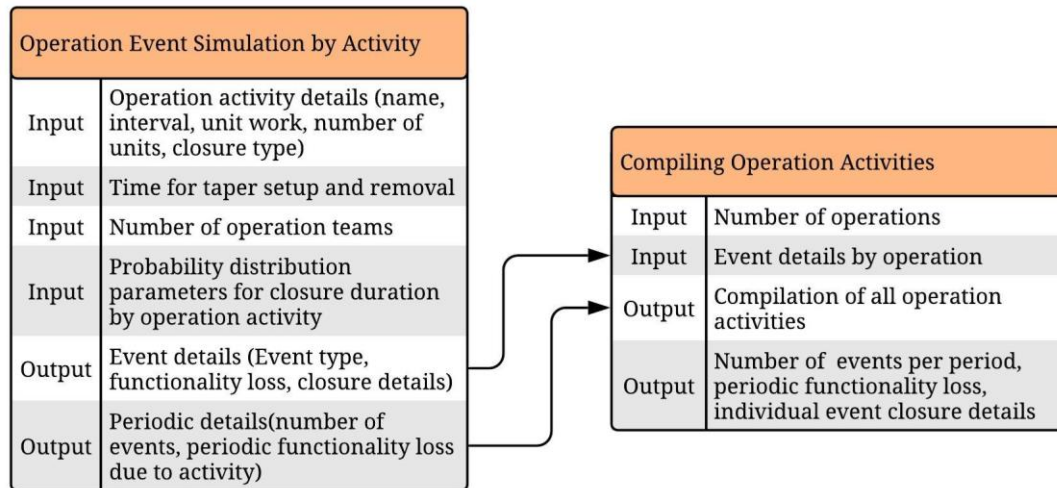 Operation Event Simulation by Activity
Input
Operation activity details (name,
interval, unit work, number of
units, closure type)
Input
Time for taper setup and removal
Input
Number of operation teams
Input
Probability distribution
parameters for closure duration
by operation activity
Output
Event details (Event type,
functionality loss, closure details)
Output
Periodic details(number of
events, periodic functionality loss
due to activity)
Compiling Operation Activities
Input
Number of operations
Input
Event details by operation
Output
Compilation of all operation
activities
Output
Number of  events per period,
periodic functionality loss,
individual event closure details